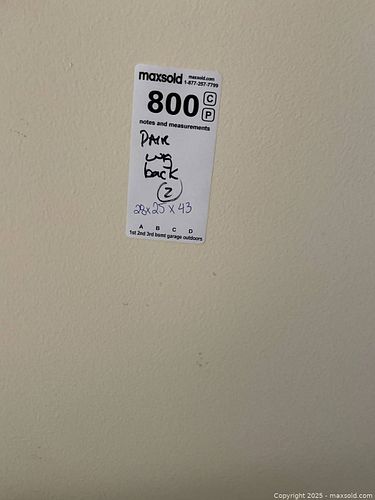 maxsold maxsold.com
1-877-257-7799
800 C
P
notes and measurements
PAIR
wing
back
2
28x25 x 43
A B C D
1st 2nd 3rd bsmt garage outdoors
Copyright 2025 - maxsold.com